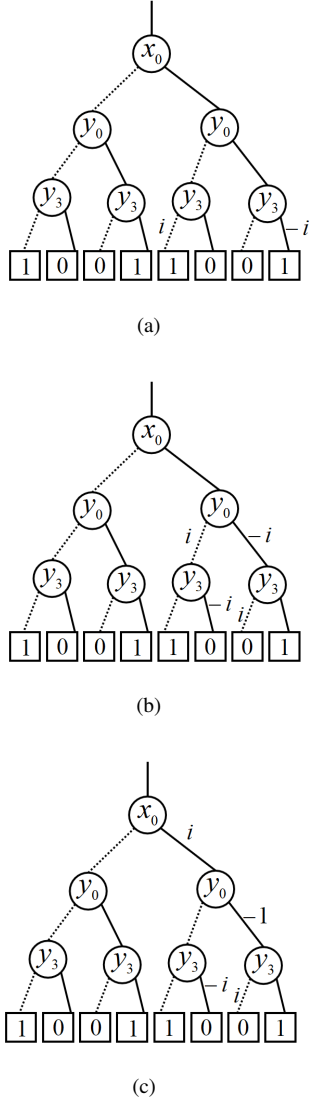 x₀
y₀ y₀
y₃ y₃ y₃ y₃
i −i
1 0 0 1 1 0 0 1
(a)
x₀
y₀ y₀
i −i
y₃ y₃ y₃ y₃
−i i
1 0 0 1 1 0 0 1
(b)
x₀
i
y₀ y₀
−1
y₃ y₃ y₃ y₃
−i i
1 0 0 1 1 0 0 1
(c)